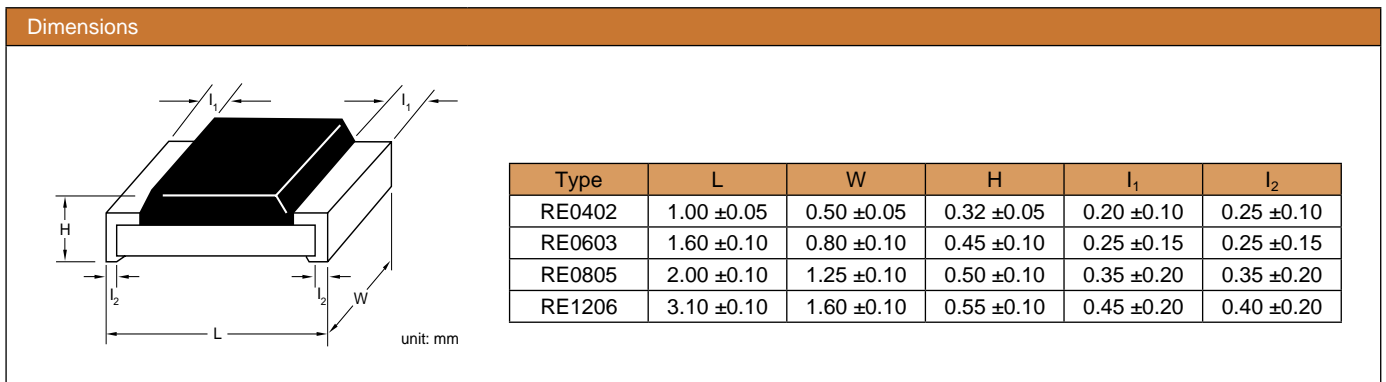 Dimensions
l₁ l₁
H
l₂ l₂ W
L
unit: mm
Type L W H l₁ l₂
RE0402 1.00 ±0.05 0.50 ±0.05 0.32 ±0.05 0.20 ±0.10 0.25 ±0.10
RE0603 1.60 ±0.10 0.80 ±0.10 0.45 ±0.10 0.25 ±0.15 0.25 ±0.15
RE0805 2.00 ±0.10 1.25 ±0.10 0.50 ±0.10 0.35 ±0.20 0.35 ±0.20
RE1206 3.10 ±0.10 1.60 ±0.10 0.55 ±0.10 0.45 ±0.20 0.40 ±0.20